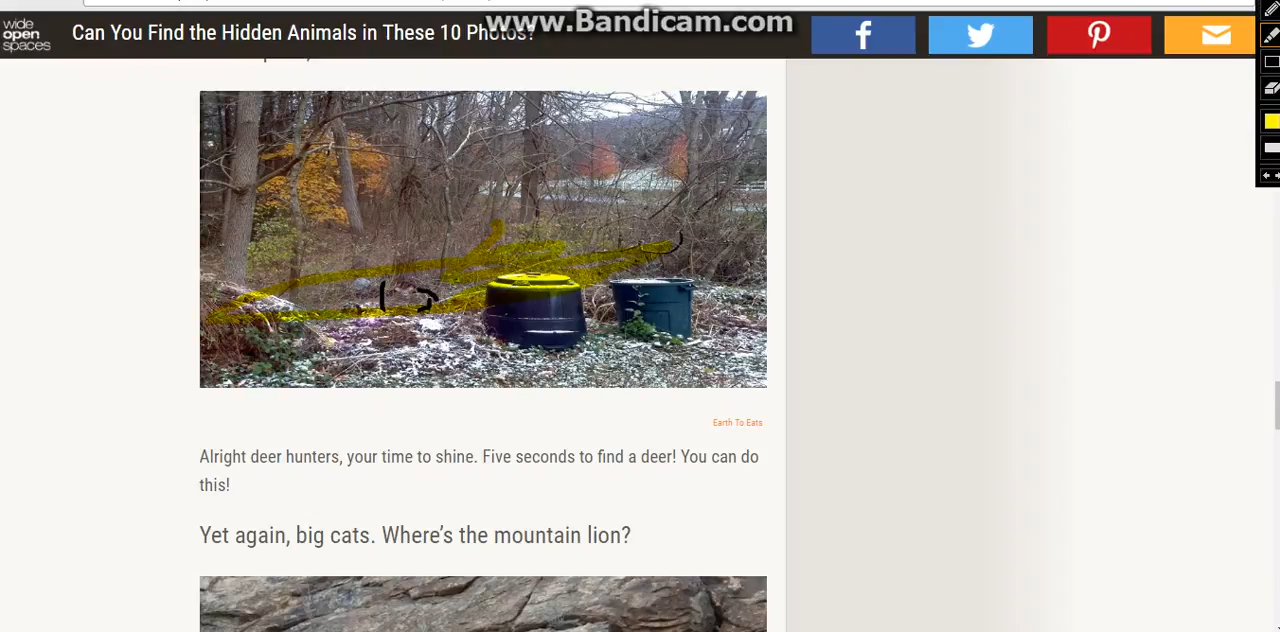 www.Bandicam.com
wide
open
spaces
Can You Find the Hidden Animals in These 10 Photos?
Earth To Eats
Alright deer hunters, your time to shine. Five seconds to find a deer! You can do
this!
Yet again, big cats. Where’s the mountain lion?